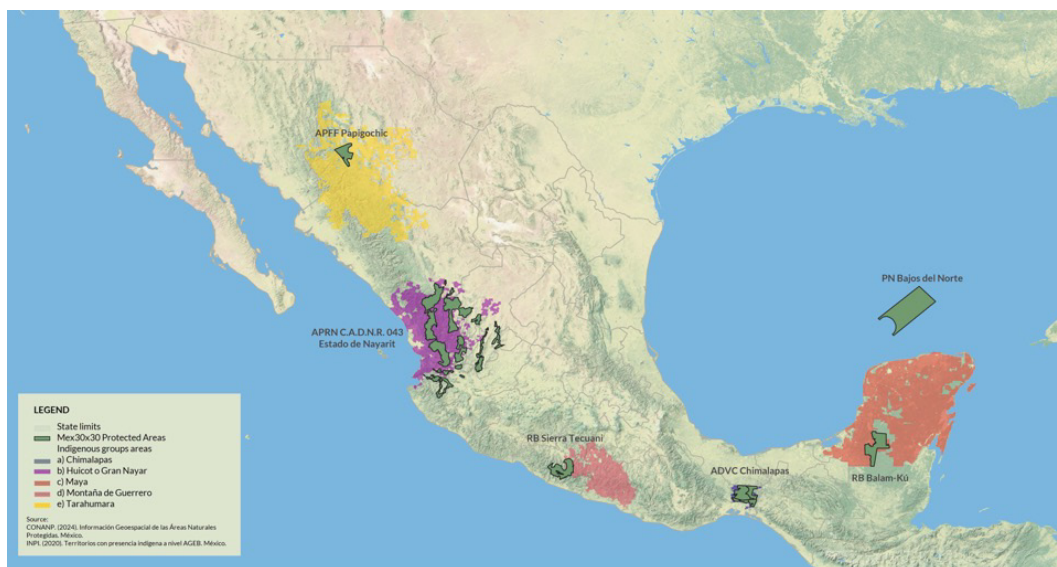 APFF Papigochic
PN Bajos del Norte
APRN C.A.D.N.R. 043
Estado de Nayarit
RB Sierra Tecuani
ADVC Chimalapas
RB Balam-Kú
LEGEND
State limits
Mex30x30 Protected Areas
Indigenous groups areas
a) Chimalapas
b) Huicot o Gran Nayar
c) Maya
d) Montaña de Guerrero
e) Tarahumara
Source:
CONANP. (2024). Información Geoespacial de las Áreas Naturales
Protegidas. México.
INPI. (2020). Territorios con presencia indígena a nivel AGEB. México.